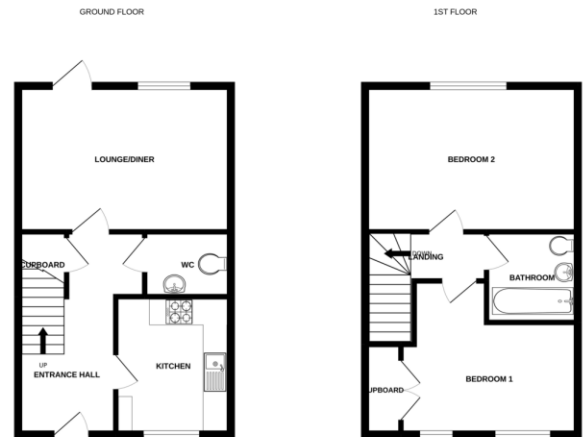 GROUND FLOOR
1ST FLOOR
LOUNGE/DINER
BEDROOM 2
CUPBOARD
WC
DOWN
LANDING
BATHROOM
UP
ENTRANCE HALL
KITCHEN
BEDROOM 1
UPBOARD